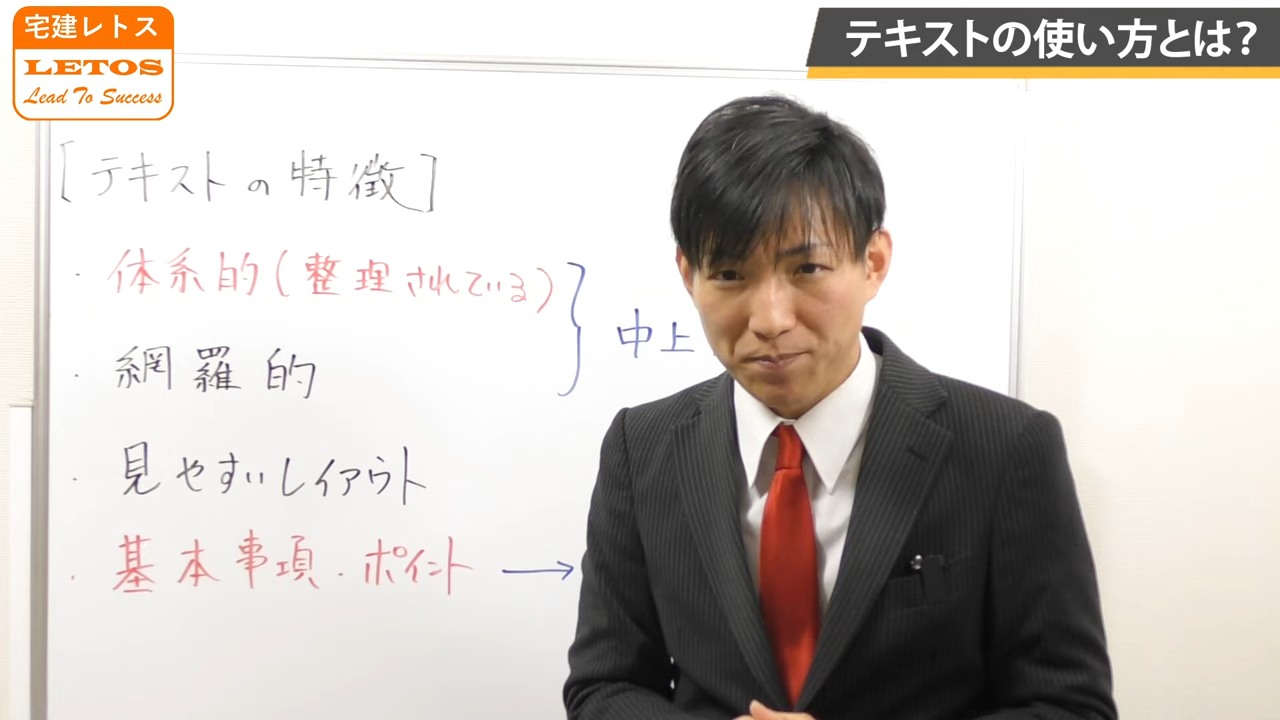 宅建レトス
LETOS
Lead To Success
テキストの使い方とは？
[テキストの特徴]
・体系的(整理されている)
・網羅的
中上
・見やすいレイアウト
・基本事項・ポイント →